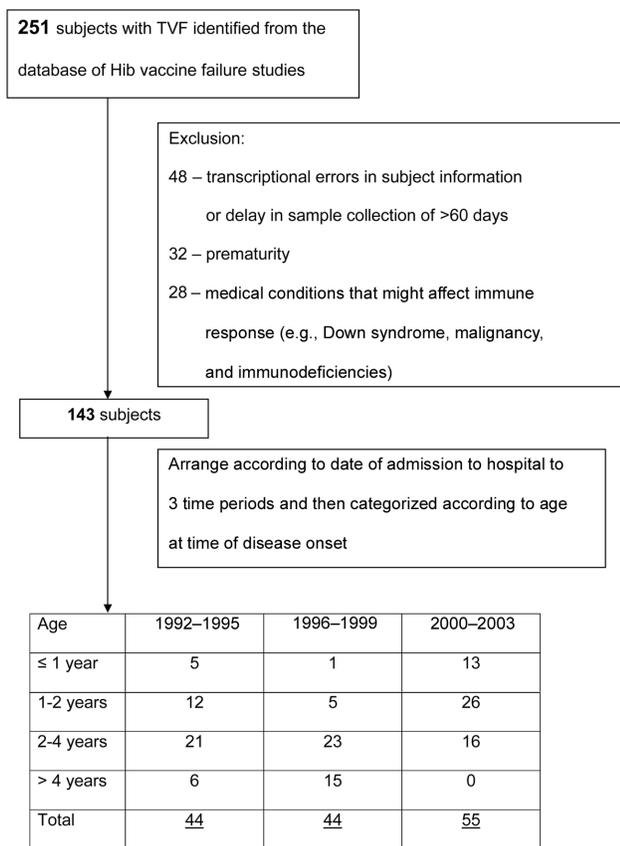 251 subjects with TVF identified from the
database of Hib vaccine failure studies
Exclusion:
48 – transcriptional errors in subject information
or delay in sample collection of >60 days
32 – prematurity
28 – medical conditions that might affect immune
response (e.g., Down syndrome, malignancy,
and immunodeficiencies)
143 subjects
Arrange according to date of admission to hospital to
3 time periods and then categorized according to age
at time of disease onset
Age 1992–1995 1996–1999 2000–2003
≤ 1 year 5 1 13
1-2 years 12 5 26
2-4 years 21 23 16
> 4 years 6 15 0
Total 44 44 55